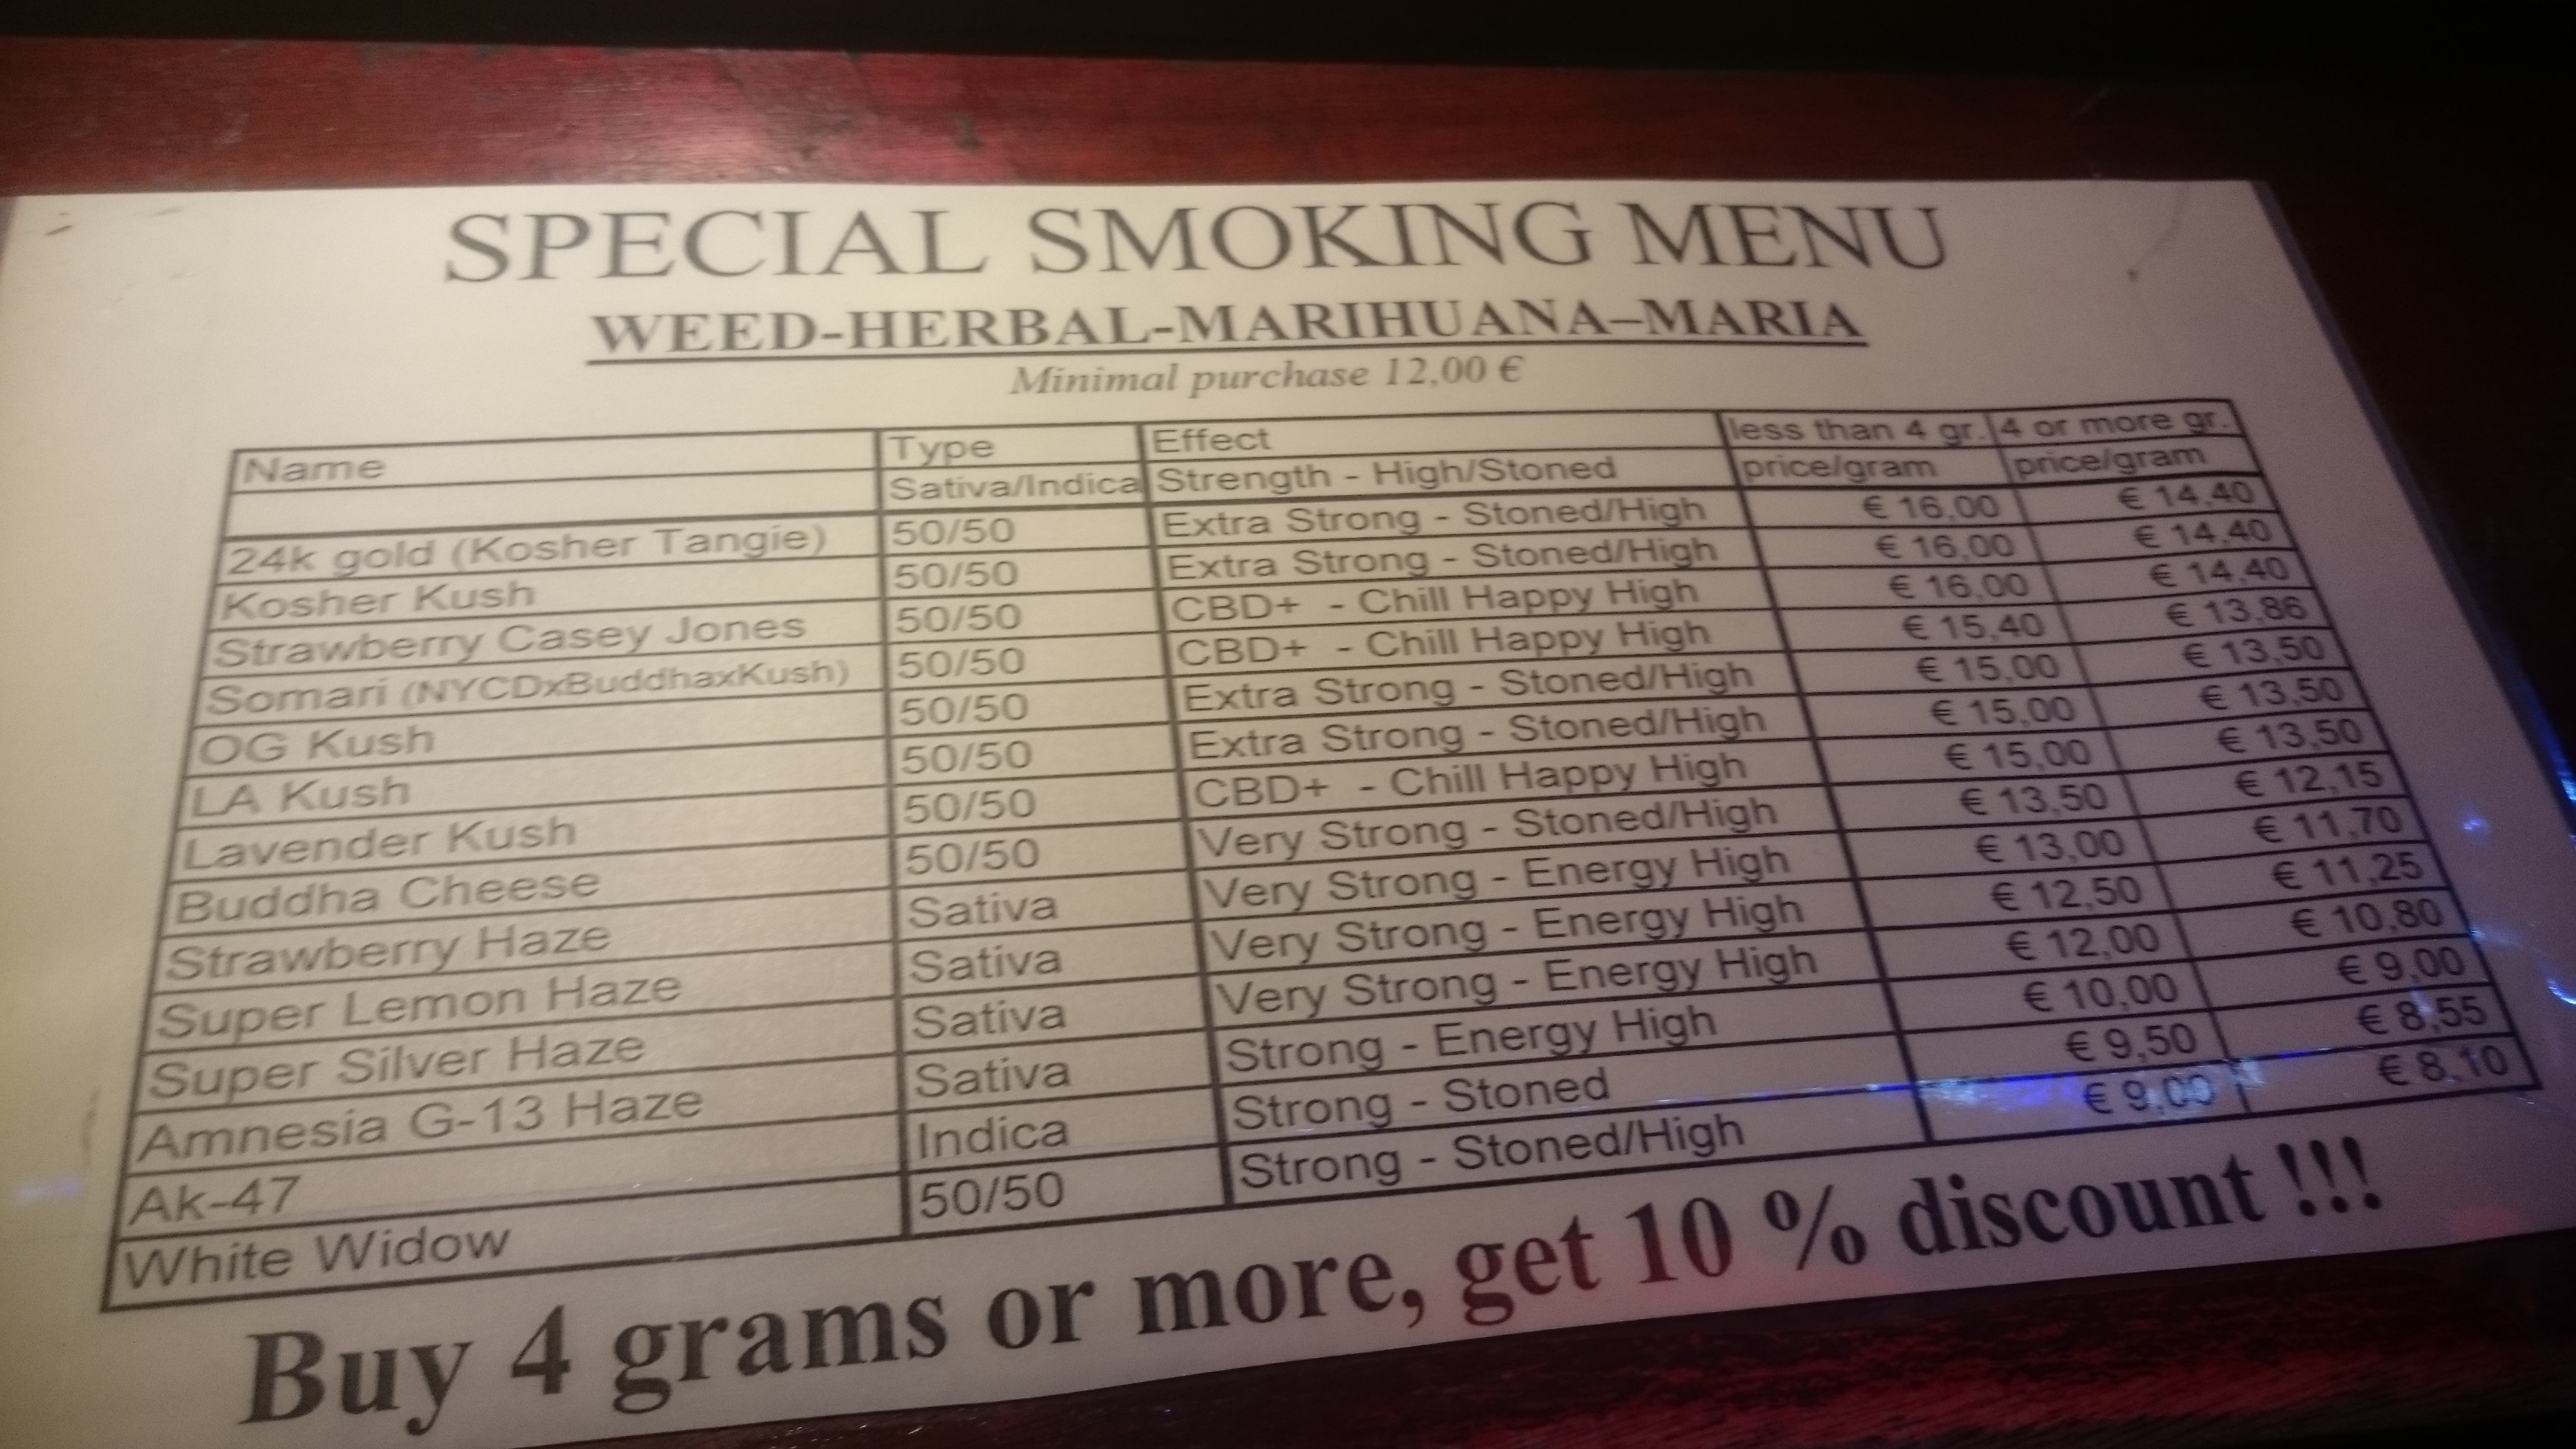 SPECIAL SMOKING MENU
WEED-HERBAL-MARIHUANA–MARIA
Minimal purchase 12,00 €
Name Type Effect less than 4 gr. 4 or more gr.
Sativa/Indica Strength - High/Stoned price/gram price/gram
24k gold (Kosher Tangie) 50/50 Extra Strong - Stoned/High € 16,00 € 14,40
Kosher Kush 50/50 Extra Strong - Stoned/High € 16,00 € 14,40
Strawberry Casey Jones 50/50 CBD+ - Chill Happy High € 16,00 € 14,40
Somari (NYCDxBuddhaxKush) 50/50 CBD+ - Chill Happy High € 15,40 € 13,86
OG Kush 50/50 Extra Strong - Stoned/High € 15,00 € 13,50
LA Kush 50/50 Extra Strong - Stoned/High € 15,00 € 13,50
Lavender Kush 50/50 CBD+ - Chill Happy High € 15,00 € 13,50
Buddha Cheese 50/50 Very Strong - Stoned/High € 13,50 € 12,15
Strawberry Haze Sativa Very Strong - Energy High € 13,00 € 11,70
Super Lemon Haze Sativa Very Strong - Energy High € 12,50 € 11,25
Super Silver Haze Sativa Very Strong - Energy High € 12,00 € 10,80
Amnesia G-13 Haze Sativa Strong - Energy High € 10,00 € 9,00
Ak-47 Indica Strong - Stoned € 9,50 € 8,55
White Widow 50/50 Strong - Stoned/High € 9,00 € 8,10
Buy 4 grams or more, get 10 % discount !!!